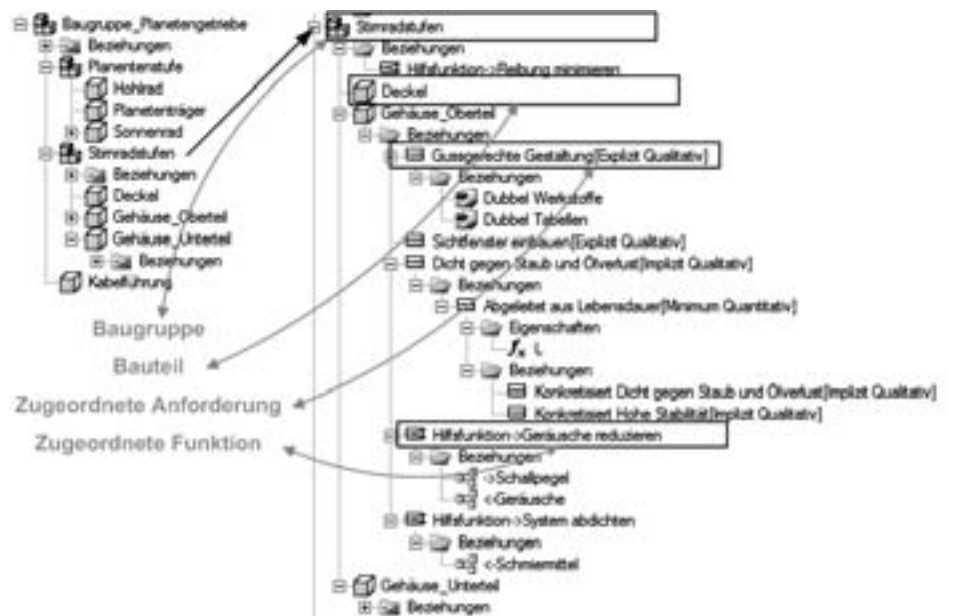 Baugruppe_Planetengetriebe
Beziehungen
Planentenstufe
Hohlrad
Planetenträger
Sonnenrad
Stirnradstufen
Beziehungen
Deckel
Gehäuse_Oberteil
Gehäuse_Unterteil
Beziehungen
Kabelführung
Baugruppe
Bauteil
Zugeordnete Anforderung
Zugeordnete Funktion
Stirnradstufen
Beziehungen
Hilfsfunktion->Reibung minimieren
Deckel
Gehäuse_Oberteil
Beziehungen
Gussgerechte Gestaltung[Explizit Qualitativ]
Beziehungen
Dubbel Werkstoffe
Dubbel Tabellen
Sichtfenster einbauen[Explizit Qualitativ]
Dicht gegen Staub und Ölverlust[Implizit Qualitativ]
Beziehungen
Abgeleitet aus Lebensdauer[Minimum Quantitativ]
Eigenschaften
fx L
Beziehungen
Konkretisiert Dicht gegen Staub und Ölverlust[Implizit Qualitativ]
Konkretisiert Hohe Stabilität[Implizit Qualitativ]
Hilfsfunktion->Geräusche reduzieren
Beziehungen
->Schallpegel
<-Geräusche
Hilfsfunktion->System abdichten
Beziehungen
<-Schmiermittel
Gehäuse_Unterteil
Beziehungen